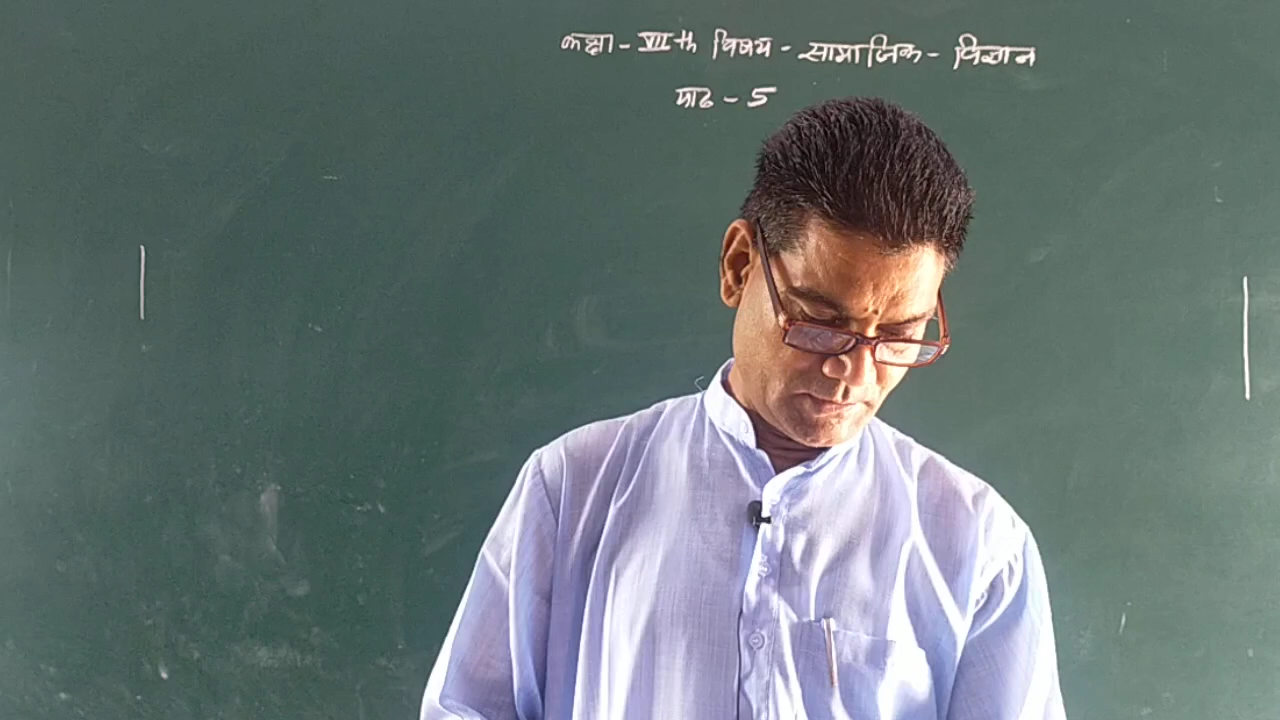 कक्षा - VIIth विषय - सामाजिक - विज्ञान
पाठ - 5